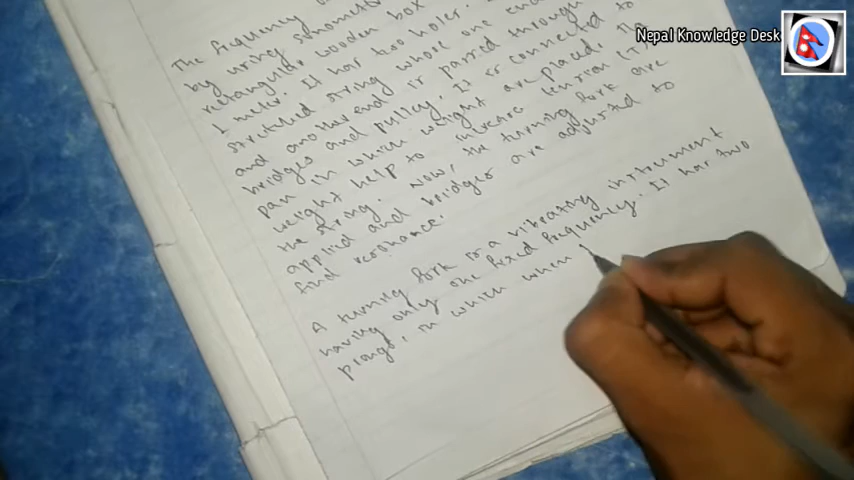 Nepal Knowledge Desk
The frequency
by using sonometer
rectangular wooden box
1 meter. It has two holes.
stretched string whose one end
and another end is passed through
bridges and pulley. It is connected to
pan in which weight are placed. The
weight help to increase tension (T)
the string. Now, the turning fork are
applied and bridges are adjusted to
find resonance.
A turning fork is a vibrating instrument
having only one fixed frequency. It has two
prongs, in which when